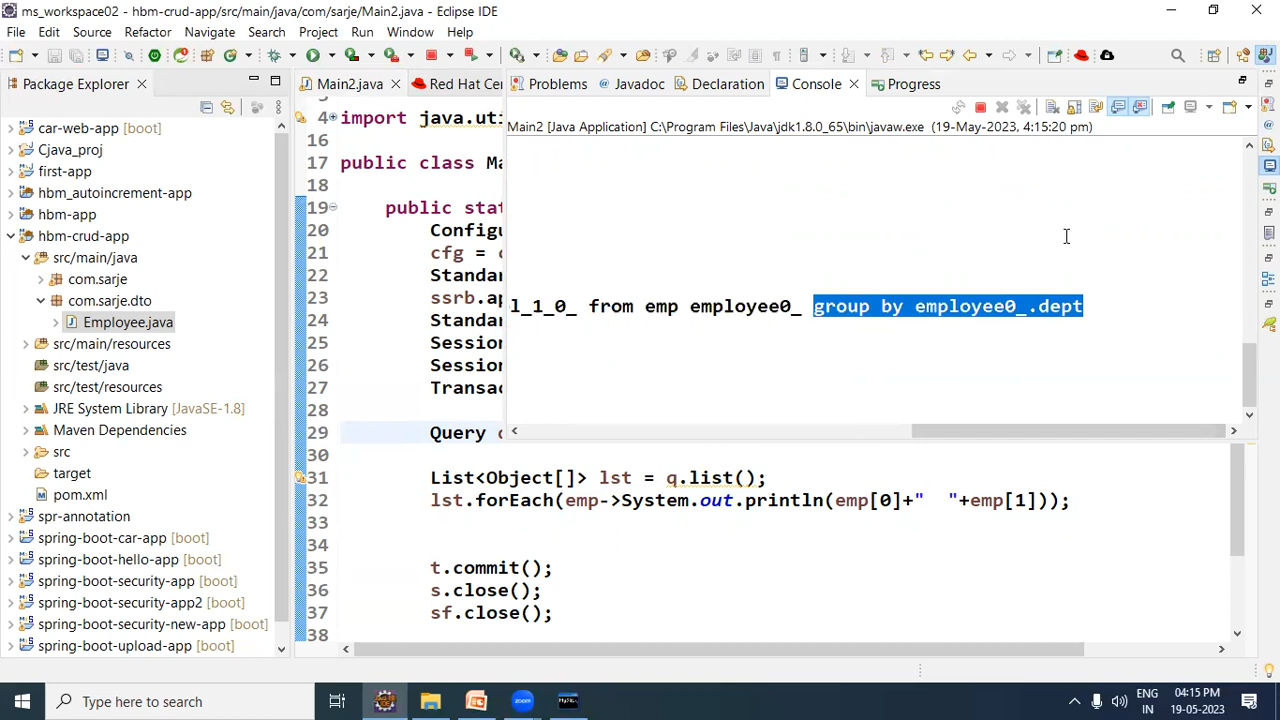 ms_workspace02 - hbm-crud-app/src/main/java/com/sarje/Main2.java - Eclipse IDE
File Edit Source Refactor Navigate Search Project Run Window Help
Package Explorer
car-web-app [boot]
Cjava_proj
first-app
hbm_autoincrement-app
hbm-app
hbm-crud-app
src/main/java
com.sarje
com.sarje.dto
Employee.java
src/main/resources
src/test/java
src/test/resources
JRE System Library [JavaSE-1.8]
Maven Dependencies
src
target
pom.xml
spr-annotation
spring-boot-car-app [boot]
spring-boot-hello-app [boot]
spring-boot-security-app [boot]
spring-boot-security-app2 [boot]
spring-boot-security-new-app [boot]
spring-boot-upload-app [boot]
Main2.java Red Hat Cen
4 import java.uti
16
17 public class Ma
18
19 public stat
20 Configu
21 cfg = c
22 Standar
23 ssrb.ap
24 Standar
25 Session
26 Session
27 Transac
28
29 Query
30
31 List<Object[]> lst = q.list();
32 lst.forEach(emp->System.out.println(emp[0]+"  "+emp[1]));
33
34
35 t.commit();
36 s.close();
37 sf.close();
38
Problems Javadoc Declaration Console Progress
Main2 [Java Application] C:\Program Files\Java\jdk1.8.0_65\bin\javaw.exe (19-May-2023, 4:15:20 pm)
l_1_0_ from emp employee0_ group by employee0_.dept
Type here to search
zoom
ENG
IN
04:15 PM
19-05-2023